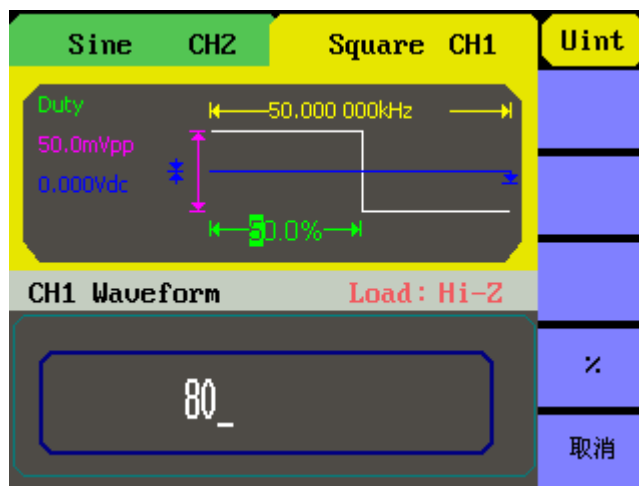 Sine CH2
Square CH1
Uint
Duty
50.000 000kHz
50.0mVpp
0.000Vdc
50.0%
CH1 Waveform
Load: Hi-Z
80_
%
取消